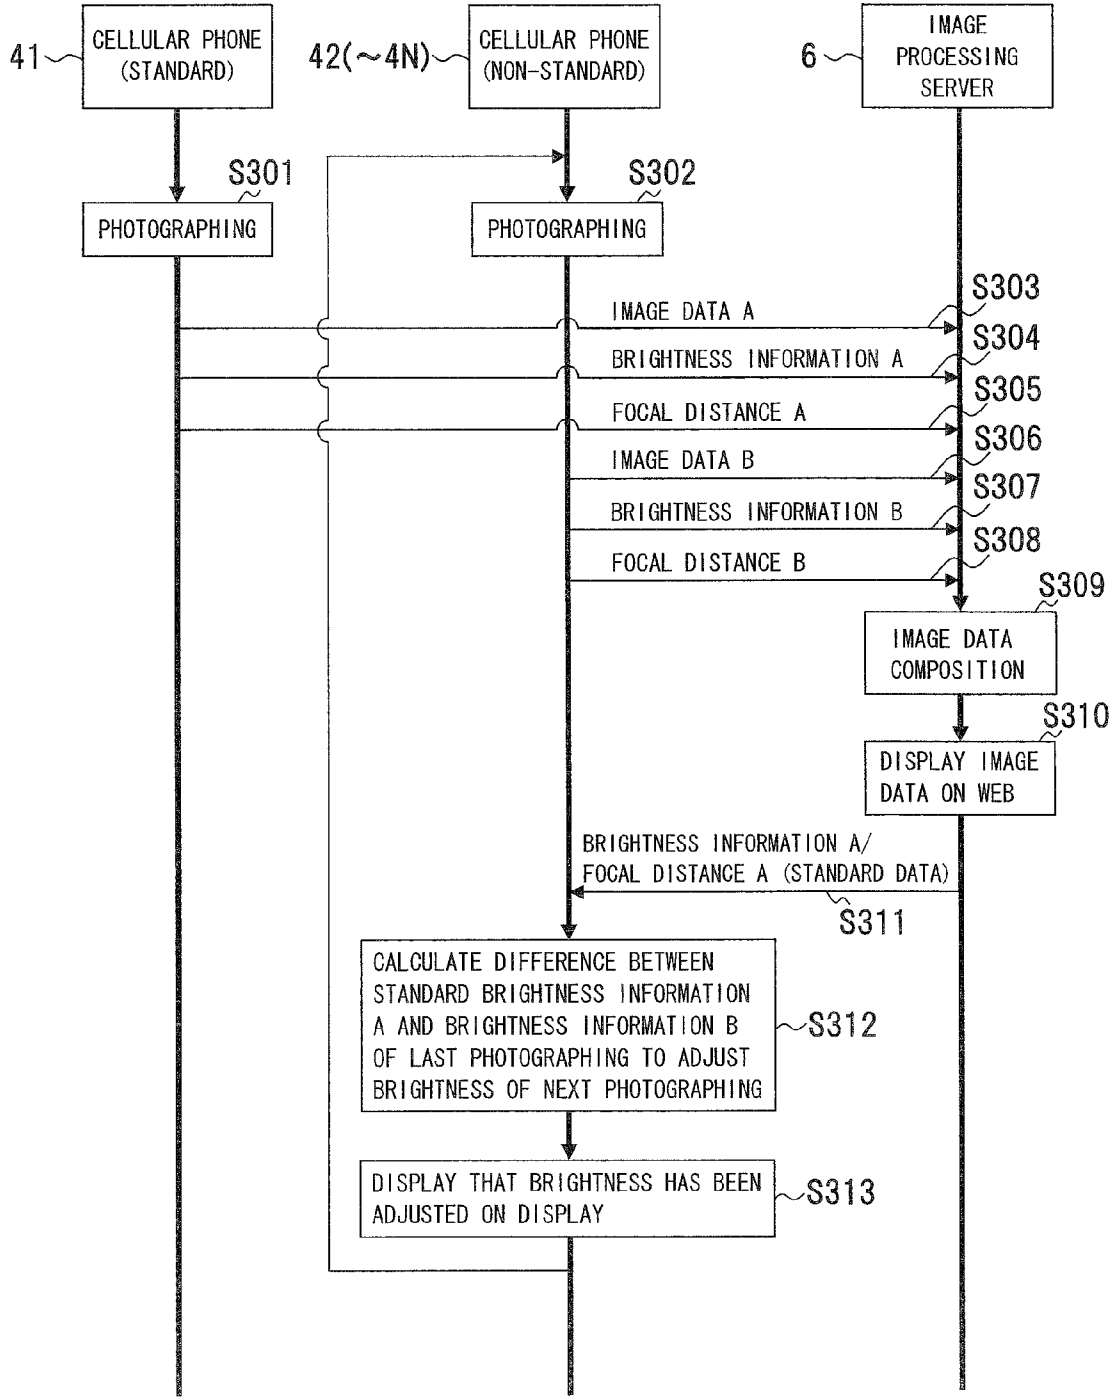 41
CELLULAR PHONE
(STANDARD)
42(~4N)
CELLULAR PHONE
(NON-STANDARD)
6
IMAGE
PROCESSING
SERVER
S301
PHOTOGRAPHING
S302
PHOTOGRAPHING
IMAGE DATA A
S303
BRIGHTNESS INFORMATION A
S304
FOCAL DISTANCE A
S305
IMAGE DATA B
S306
BRIGHTNESS INFORMATION B
S307
FOCAL DISTANCE B
S308
S309
IMAGE DATA
COMPOSITION
S310
DISPLAY IMAGE
DATA ON WEB
BRIGHTNESS INFORMATION A/
FOCAL DISTANCE A (STANDARD DATA)
S311
CALCULATE DIFFERENCE BETWEEN
STANDARD BRIGHTNESS INFORMATION
A AND BRIGHTNESS INFORMATION B
OF LAST PHOTOGRAPHING TO ADJUST
BRIGHTNESS OF NEXT PHOTOGRAPHING
S312
DISPLAY THAT BRIGHTNESS HAS BEEN
ADJUSTED ON DISPLAY
S313